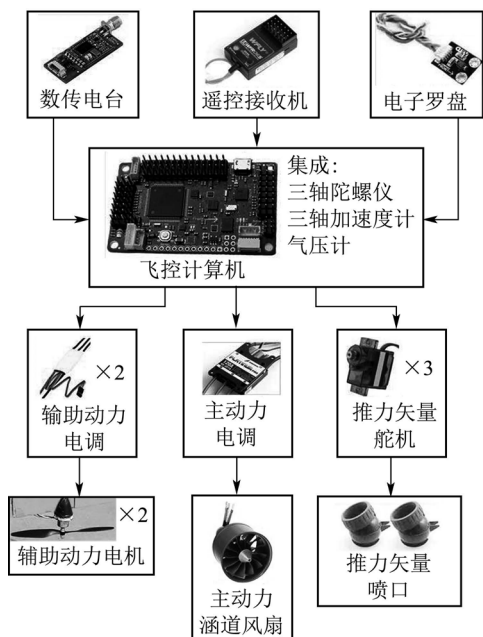 数传电台
遥控接收机
电子罗盘
集成：
三轴陀螺仪
三轴加速度计
气压计
飞控计算机
×2
输助动力
电调
主动力
电调
×3
推力矢量
舵机
×2
辅助动力电机
主动力
涵道风扇
推力矢量
喷口